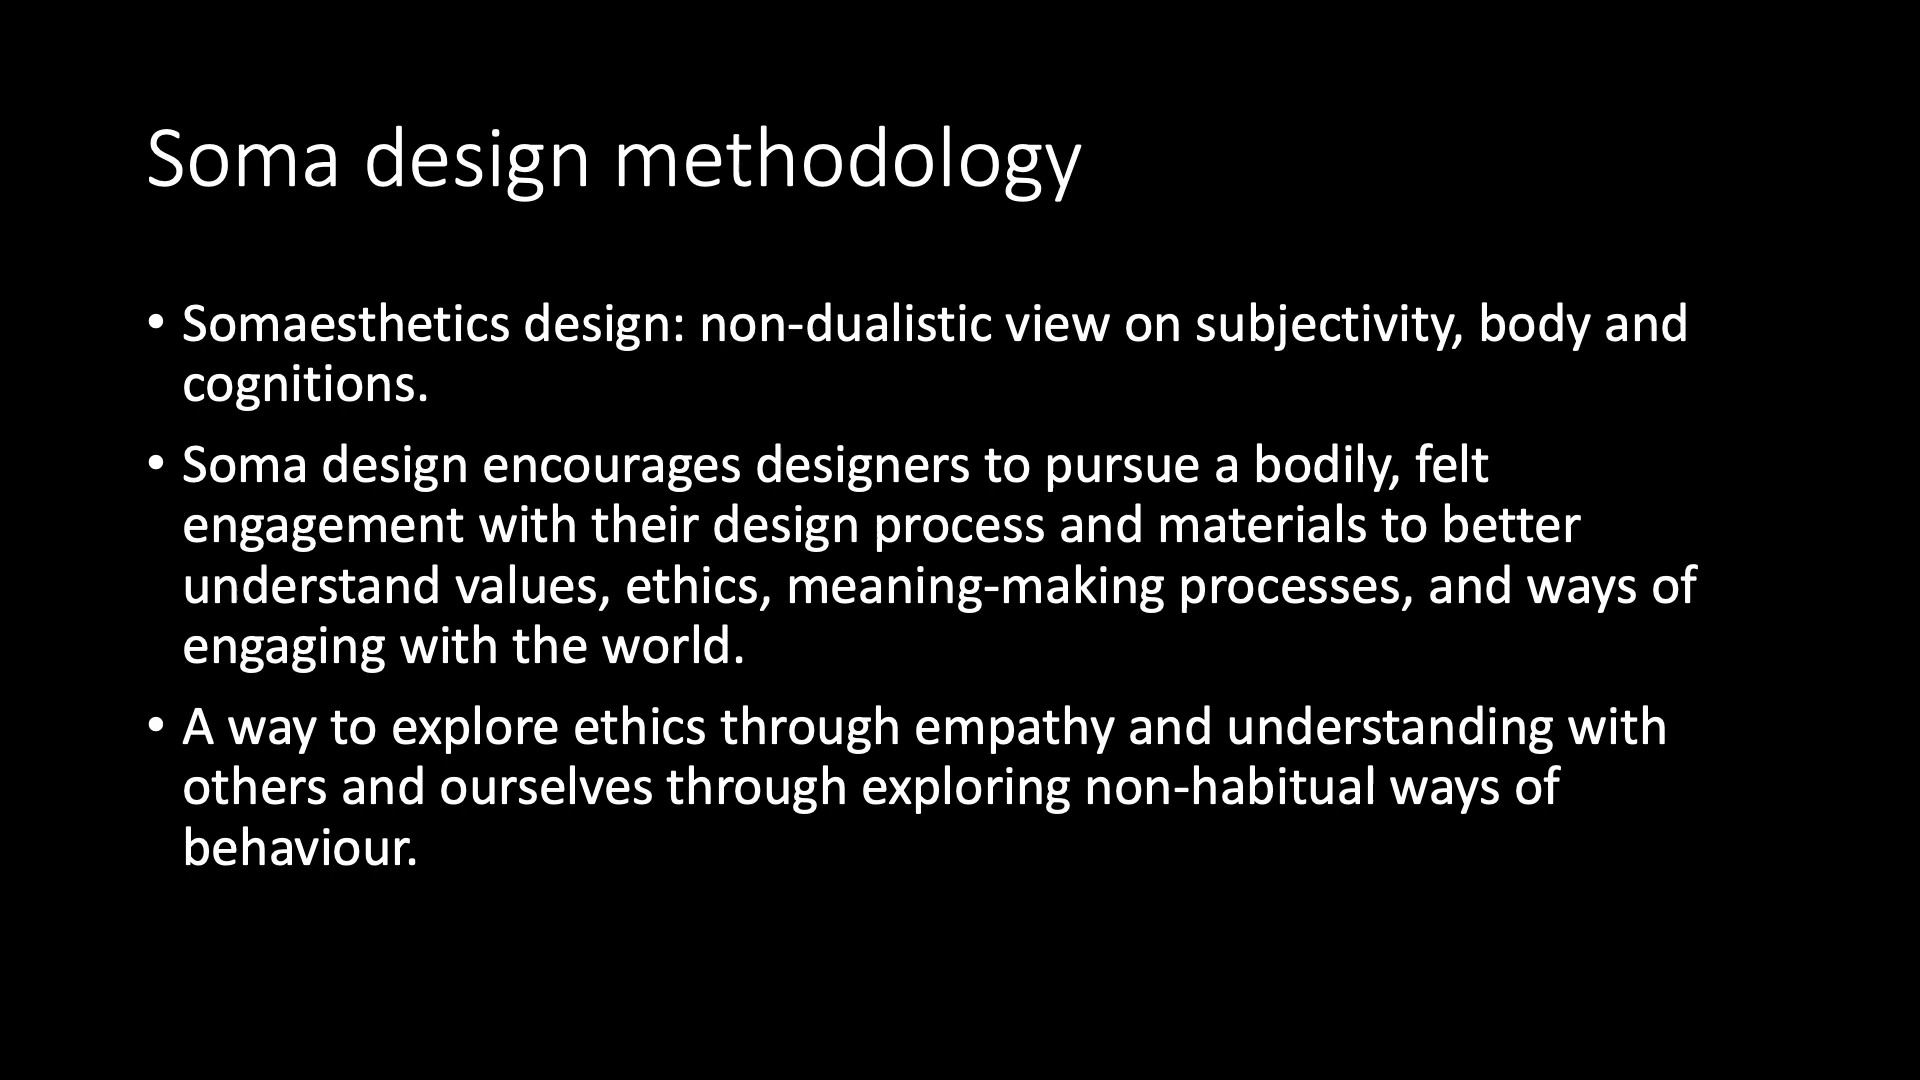 Soma design methodology
• Somaesthetics design: non-dualistic view on subjectivity, body and
cognitions.
• Soma design encourages designers to pursue a bodily, felt
engagement with their design process and materials to better
understand values, ethics, meaning-making processes, and ways of
engaging with the world.
• A way to explore ethics through empathy and understanding with
others and ourselves through exploring non-habitual ways of
behaviour.